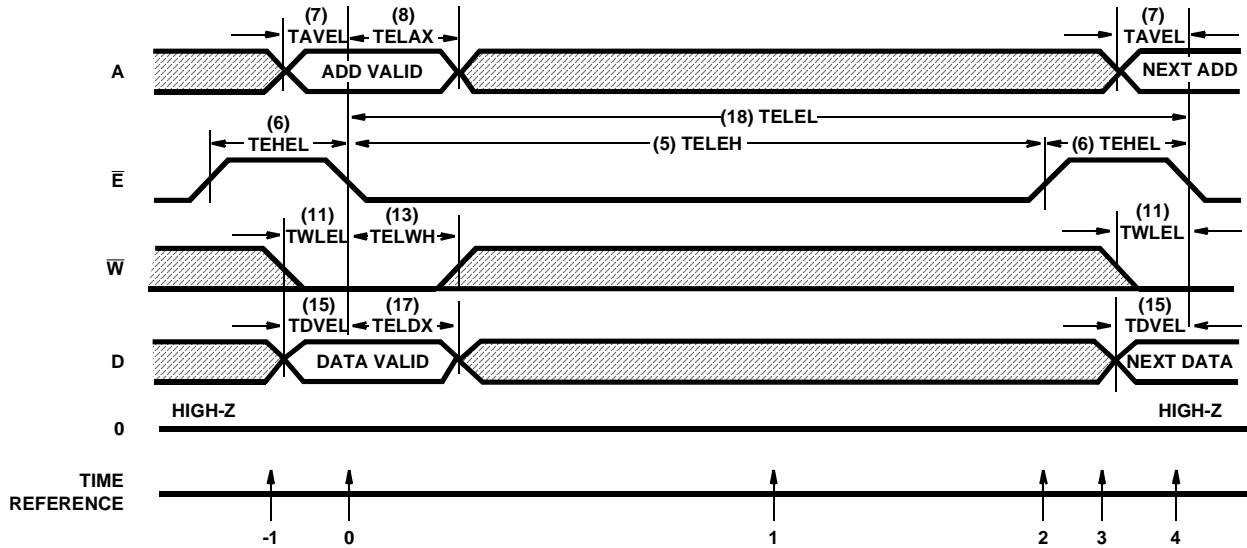 (7) (8) (7)
TAVEL TELAX TAVEL
A ADD VALID NEXT ADD
(18) TELEL
(6)
TEHEL (5) TELEH (6) TEHEL
E
(11) (13) (11)
TWLEL TELWH TWLEL
W
(15) (17) (15)
TDVEL TELDX TDVEL
D DATA VALID NEXT DATA
HIGH-Z HIGH-Z
0
TIME
REFERENCE
-1 0 1 2 3 4